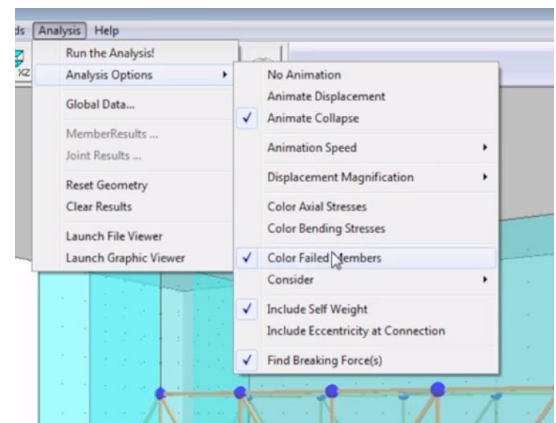 ds Analysis Help
XZ
Run the Analysis!
Analysis Options
Global Data...
MemberResults ...
Joint Results ...
Reset Geometry
Clear Results
Launch File Viewer
Launch Graphic Viewer
No Animation
Animate Displacement
Animate Collapse
Animation Speed
Displacement Magnification
Color Axial Stresses
Color Bending Stresses
Color Failed Members
Consider
Include Self Weight
Include Eccentricity at Connection
Find Breaking Force(s)